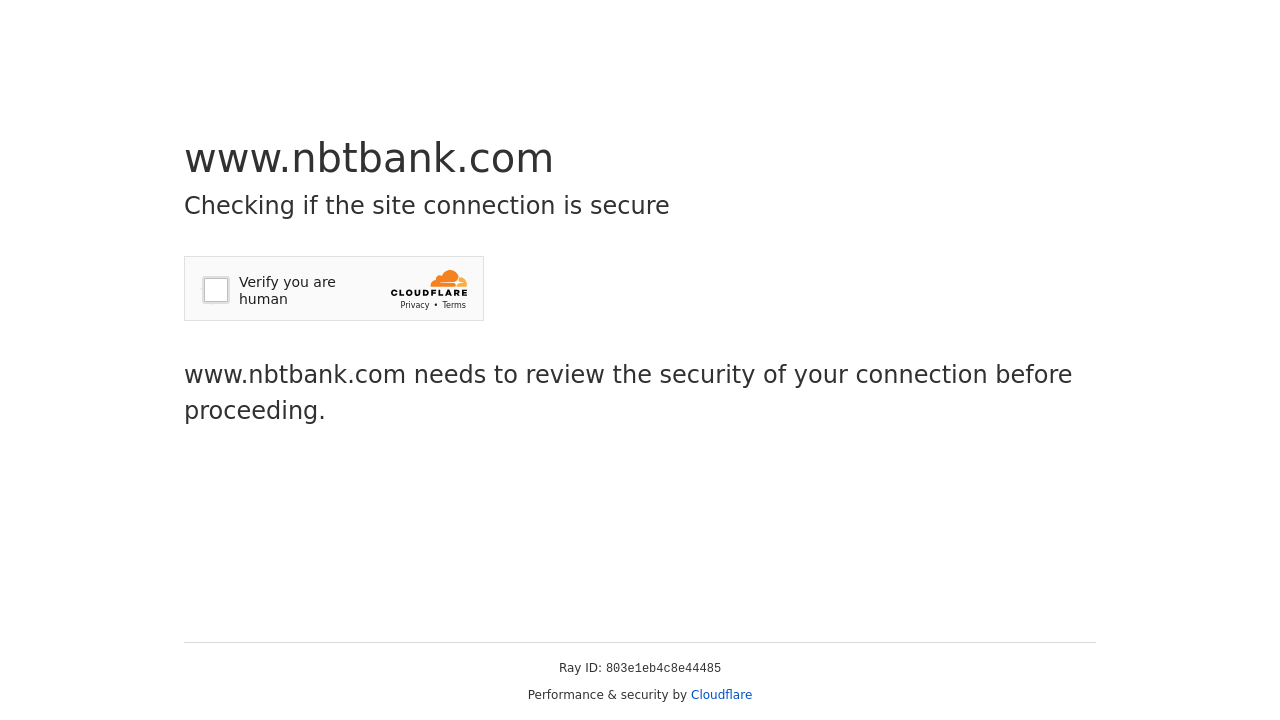 www.nbtbank.com
Checking if the site connection is secure
Verify you are
human
CLOUDFLARE
Privacy • Terms
www.nbtbank.com needs to review the security of your connection before
proceeding.
Ray ID: 803e1eb4c8e44485
Performance & security by Cloudflare